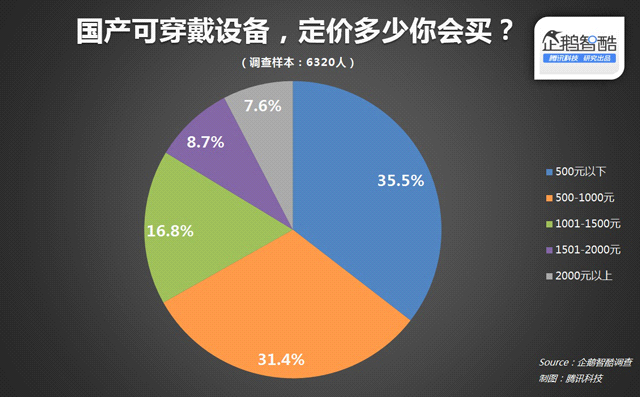 国产可穿戴设备，定价多少你会买？
（调查样本：6320人）
企鹅智酷
腾讯科技 研究出品
7.6%
8.7%
35.5%
16.8%
31.4%
500元以下
500-1000元
1001-1500元
1501-2000元
2000元以上
Source：企鹅智酷调查
制图：腾讯科技